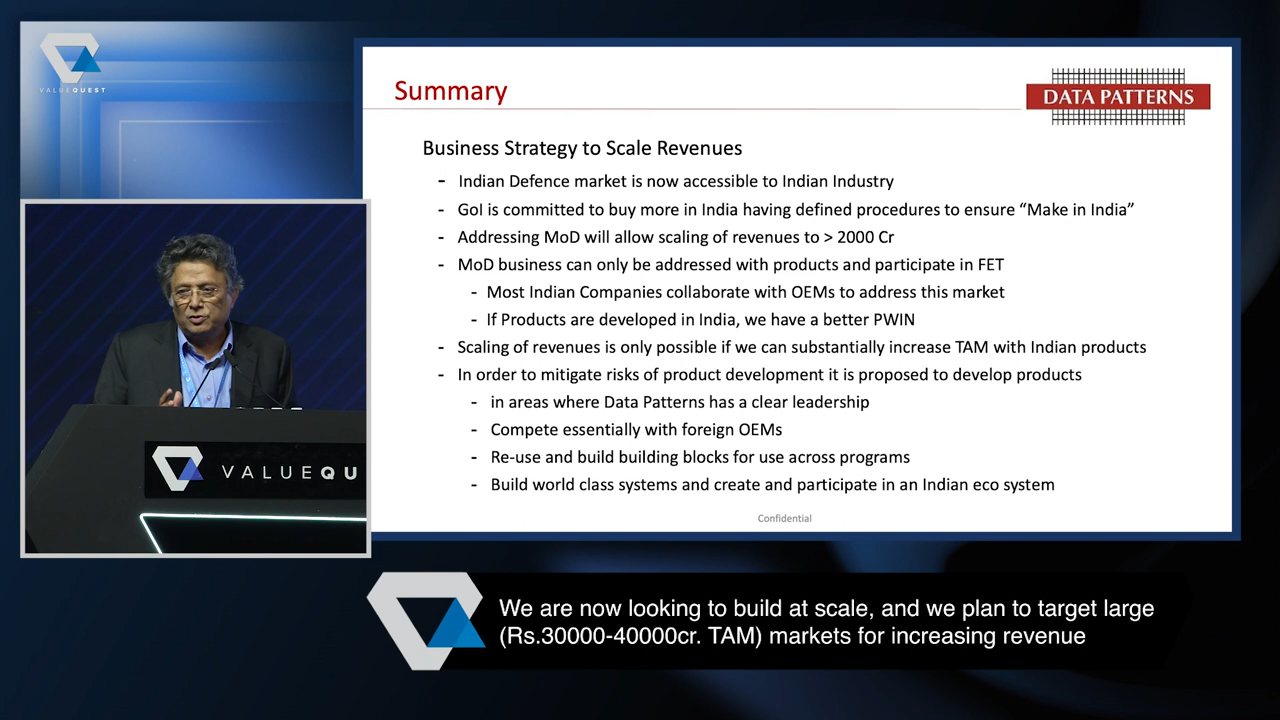 VALUEQUEST
Summary
DATA PATTERNS
Business Strategy to Scale Revenues
- Indian Defence market is now accessible to Indian Industry
- GoI is committed to buy more in India having defined procedures to ensure “Make in India”
- Addressing MoD will allow scaling of revenues to > 2000 Cr
- MoD business can only be addressed with products and participate in FET
- Most Indian Companies collaborate with OEMs to address this market
- If Products are developed in India, we have a better PWIN
- Scaling of revenues is only possible if we can substantially increase TAM with Indian products
- In order to mitigate risks of product development it is proposed to develop products
- in areas where Data Patterns has a clear leadership
- Compete essentially with foreign OEMs
- Re-use and build building blocks for use across programs
- Build world class systems and create and participate in an Indian eco system
Confidential
VALUEQU
We are now looking to build at scale, and we plan to target large
(Rs.30000-40000cr. TAM) markets for increasing revenue